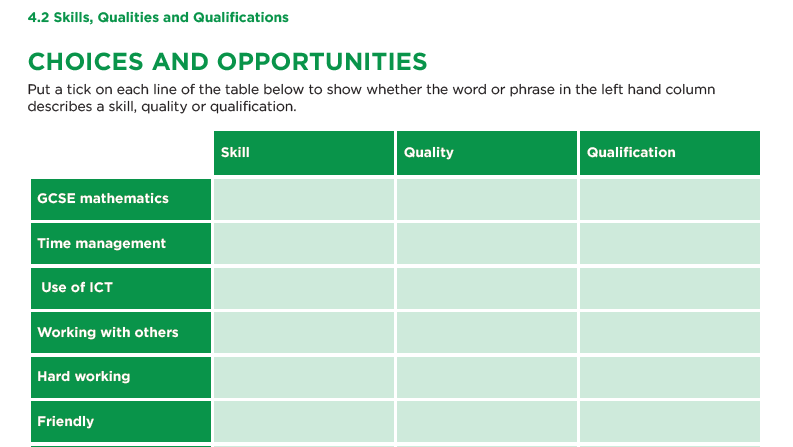 4.2 Skills, Qualities and Qualifications
CHOICES AND OPPORTUNITIES
Put a tick on each line of the table below to show whether the word or phrase in the left hand column
describes a skill, quality or qualification.
Skill Quality Qualification
GCSE mathematics
Time management
Use of ICT
Working with others
Hard working
Friendly